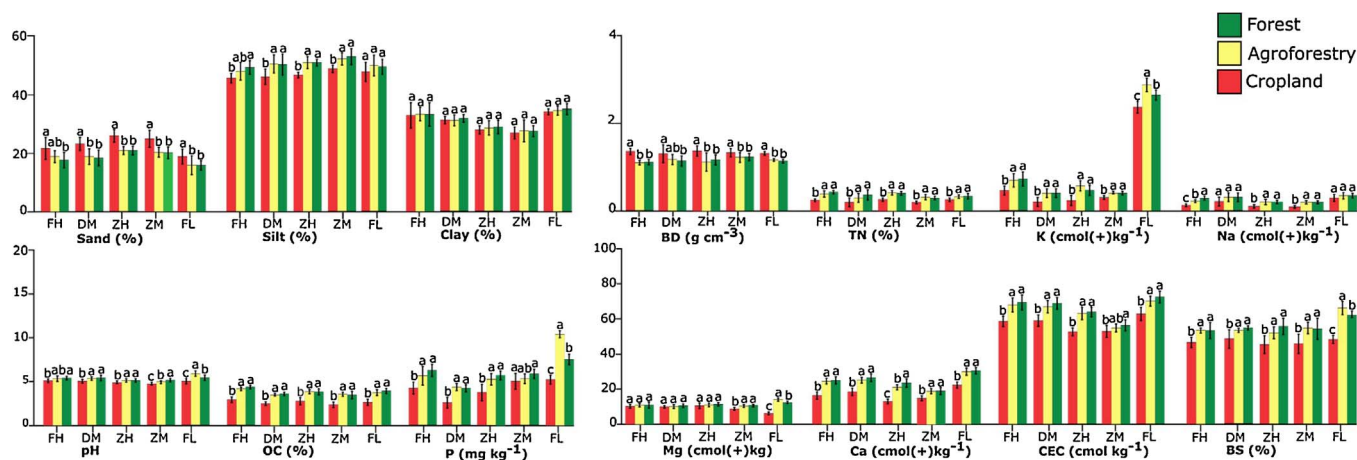 Forest
Agroforestry
Cropland
60
40
20
0
a ab b a b b a b b a b b a b b
FH DM ZH ZM FL
Sand (%)
b ab a b a a b a a b a a a a a
FH DM ZH ZM FL
Silt (%)
a a a a a a a a a a a a a a a
FH DM ZH ZM FL
Clay (%)
4
2
0
a b b a ab b a b b a b b a b b
FH DM ZH ZM FL
BD (g cm-3)
b a a b a a b a a b a a b a a
FH DM ZH ZM FL
TN (%)
b a a b a a b a a b a a c a b
FH DM ZH ZM FL
K (cmol(+)kg-1)
c b a a a a b a a b a a a a a
FH DM ZH ZM FL
Na (cmol(+)kg-1)
20
15
10
5
0
b ab a b a a b a a c b a c a b
FH DM ZH ZM FL
pH
b a a b a a b a a b a a b a a
FH DM ZH ZM FL
OC (%)
b a a b a a b a a b ab a c a b
FH DM ZH ZM FL
P (mg kg-1)
100
80
60
40
20
0
a a a a a a a a a b a a c a b
FH DM ZH ZM FL
Mg (cmol(+)kg)
b a a b a a b a a b a a b a a
FH DM ZH ZM FL
Ca (cmol(+)kg-1)
b a a b a a b a a b ab a b a a
FH DM ZH ZM FL
CEC (cmol kg-1)
b a a b a a b a a b a a c a b
FH DM ZH ZM FL
BS (%)